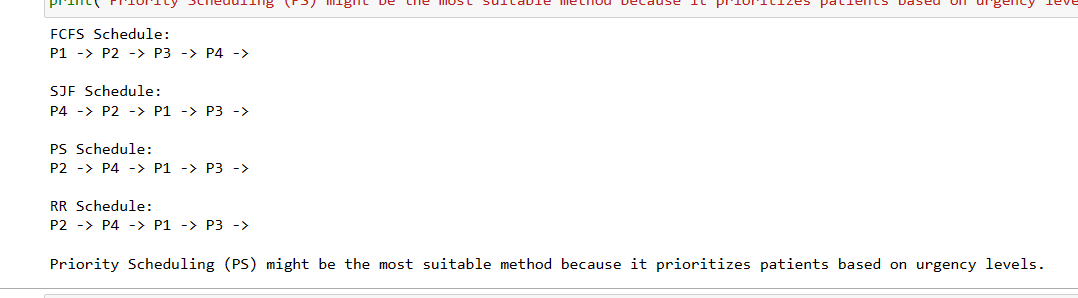 print("Priority Scheduling (PS) might be the most suitable method because it prioritizes patients based on urgency leve
FCFS Schedule:
P1 -> P2 -> P3 -> P4 ->
SJF Schedule:
P4 -> P2 -> P1 -> P3 ->
PS Schedule:
P2 -> P4 -> P1 -> P3 ->
RR Schedule:
P2 -> P4 -> P1 -> P3 ->
Priority Scheduling (PS) might be the most suitable method because it prioritizes patients based on urgency levels.